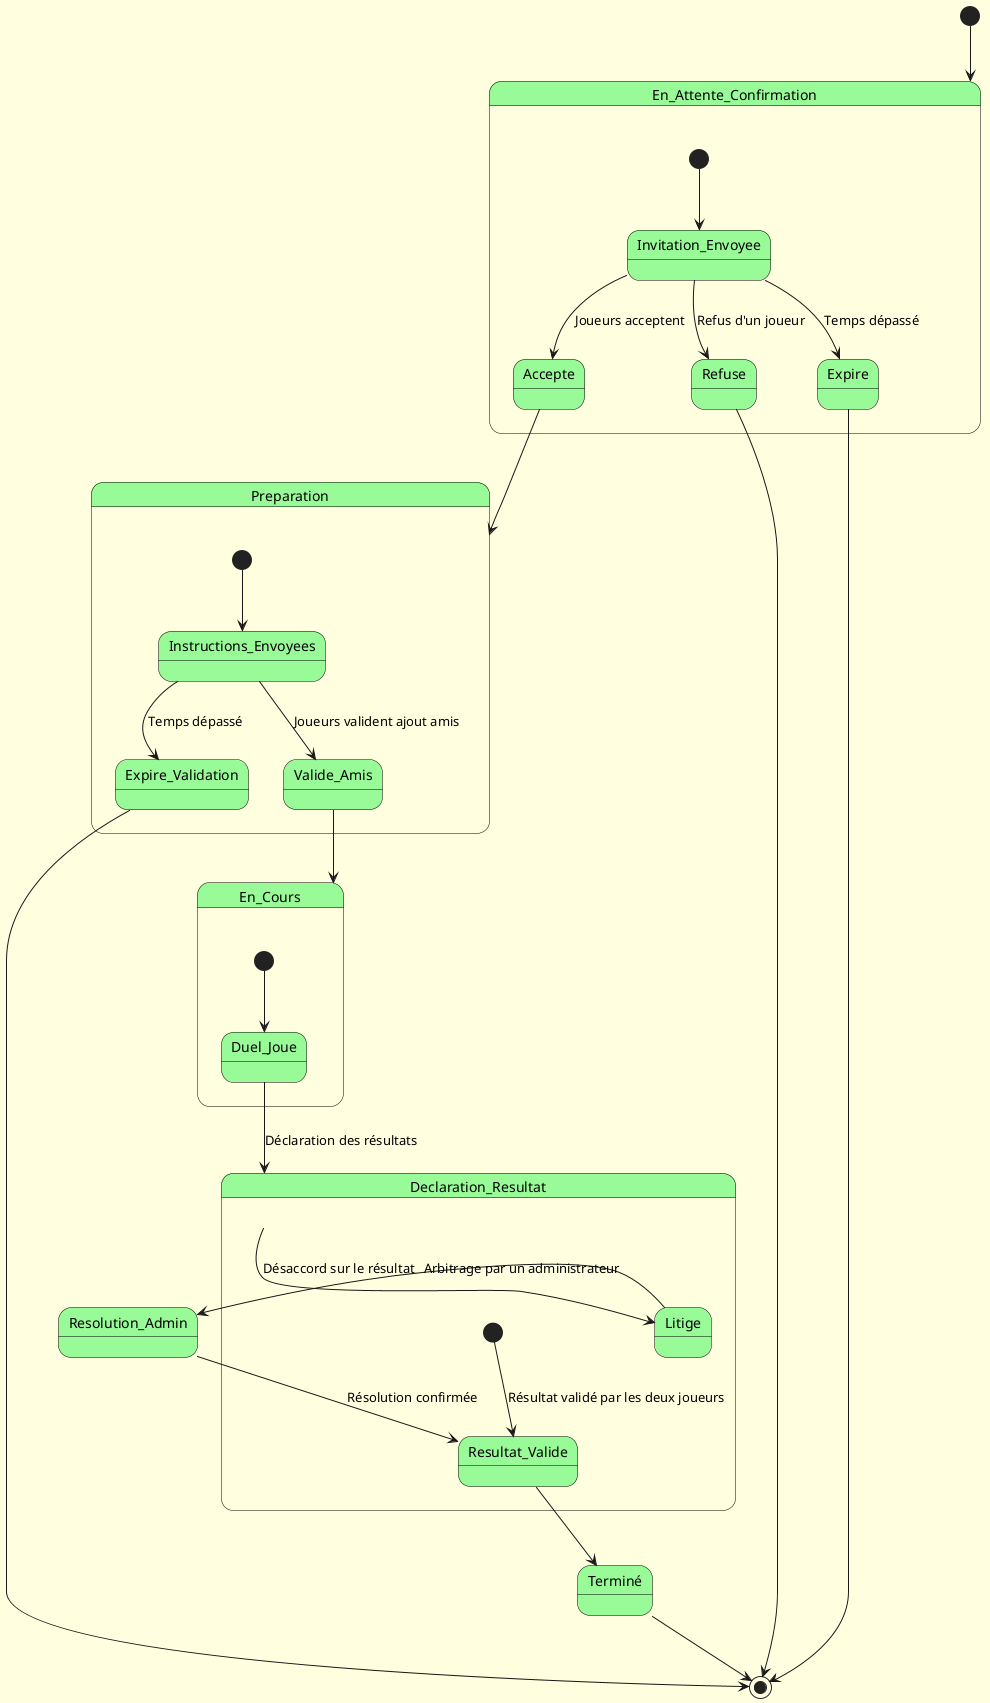 En_Attente_Confirmation
Invitation_Envoyee
Joueurs acceptent
Refus d'un joueur
Temps dépassé
Accepte
Refuse
Expire
Preparation
Instructions_Envoyees
Temps dépassé
Joueurs valident ajout amis
Expire_Validation
Valide_Amis
En_Cours
Duel_Joue
Déclaration des résultats
Declaration_Resultat
Désaccord sur le résultat
Arbitrage par un administrateur
Resolution_Admin
Litige
Résolution confirmée
Résultat validé par les deux joueurs
Resultat_Valide
Terminé